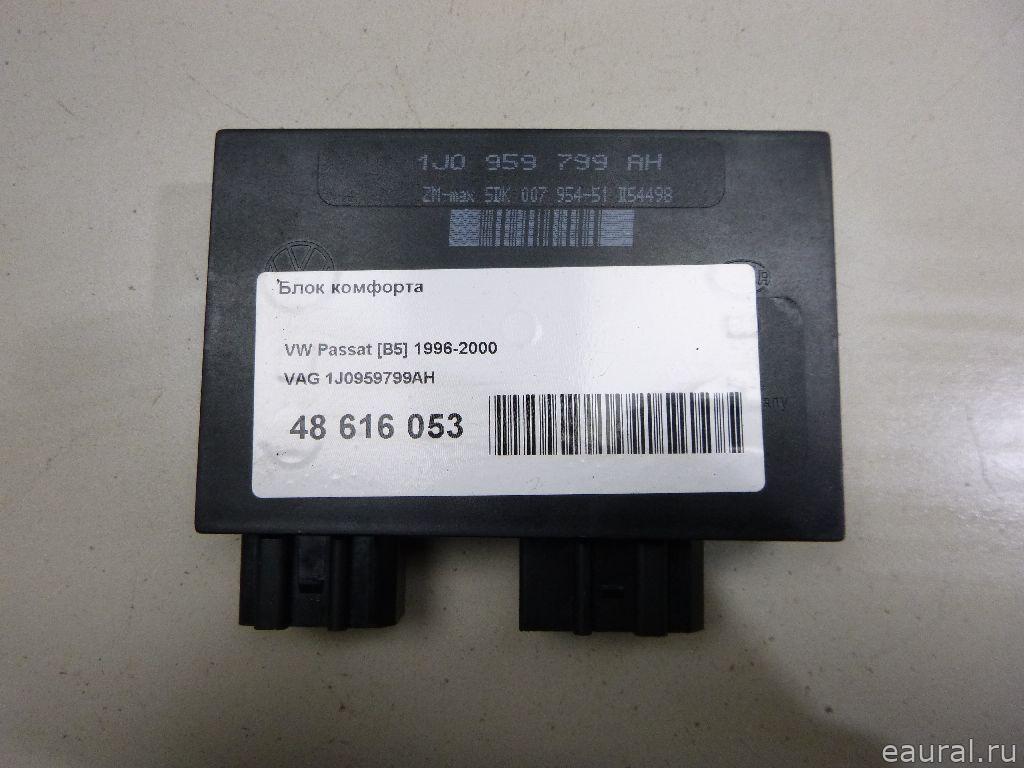 1J0 959 799 AH
ZM-max 5DK 007 954-51 II54498
Блок комфорта
VW Passat [B5] 1996-2000
VAG 1J0959799AH
48 616 053
eaural.ru